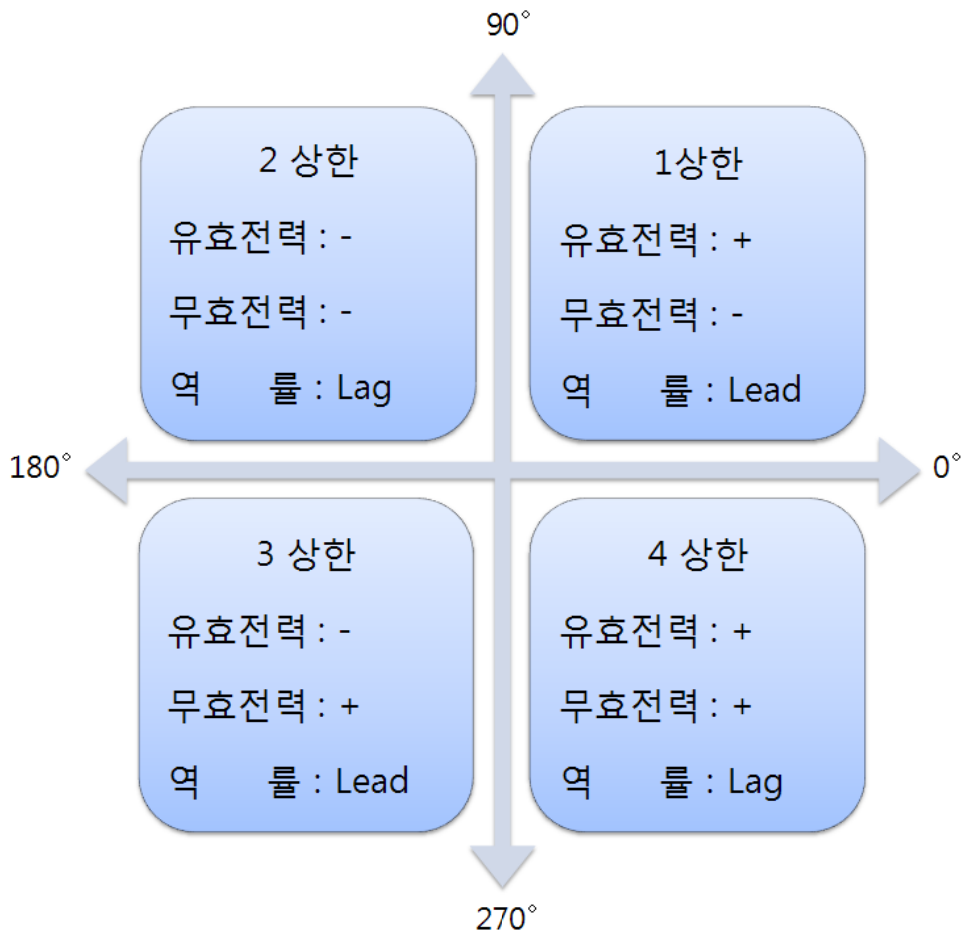 90°
2 상한
유효전력 : -
무효전력 : -
역 률 : Lag
1상한
유효전력 : +
무효전력 : -
역 률 : Lead
180°
0°
3 상한
유효전력 : -
무효전력 : +
역 률 : Lead
4 상한
유효전력 : +
무효전력 : +
역 률 : Lag
270°